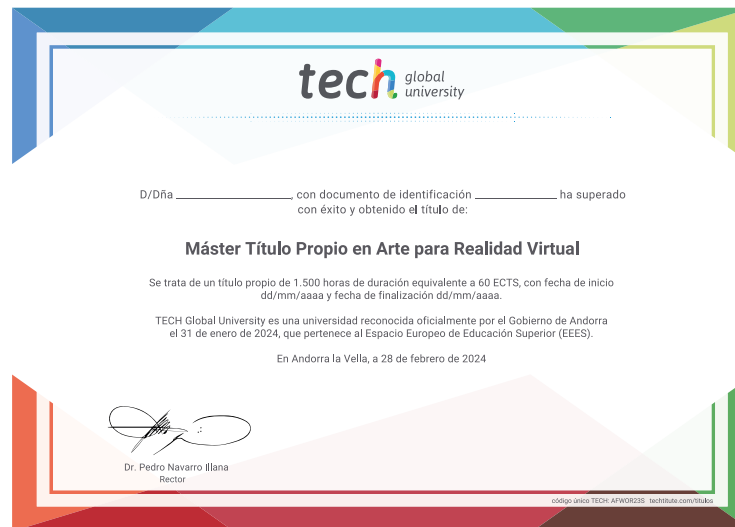 tech global university
D/Dña ____________________, con documento de identificación ______________ ha superado
con éxito y obtenido el título de:
Máster Título Propio en Arte para Realidad Virtual
Se trata de un título propio de 1.500 horas de duración equivalente a 60 ECTS, con fecha de inicio
dd/mm/aaaa y fecha de finalización dd/mm/aaaa.
TECH Global University es una universidad reconocida oficialmente por el Gobierno de Andorra
el 31 de enero de 2024, que pertenece al Espacio Europeo de Educación Superior (EEES).
En Andorra la Vella, a 28 de febrero de 2024
Dr. Pedro Navarro Illana
Rector
código único TECH: AFWOR23S techtitute.com/titulos